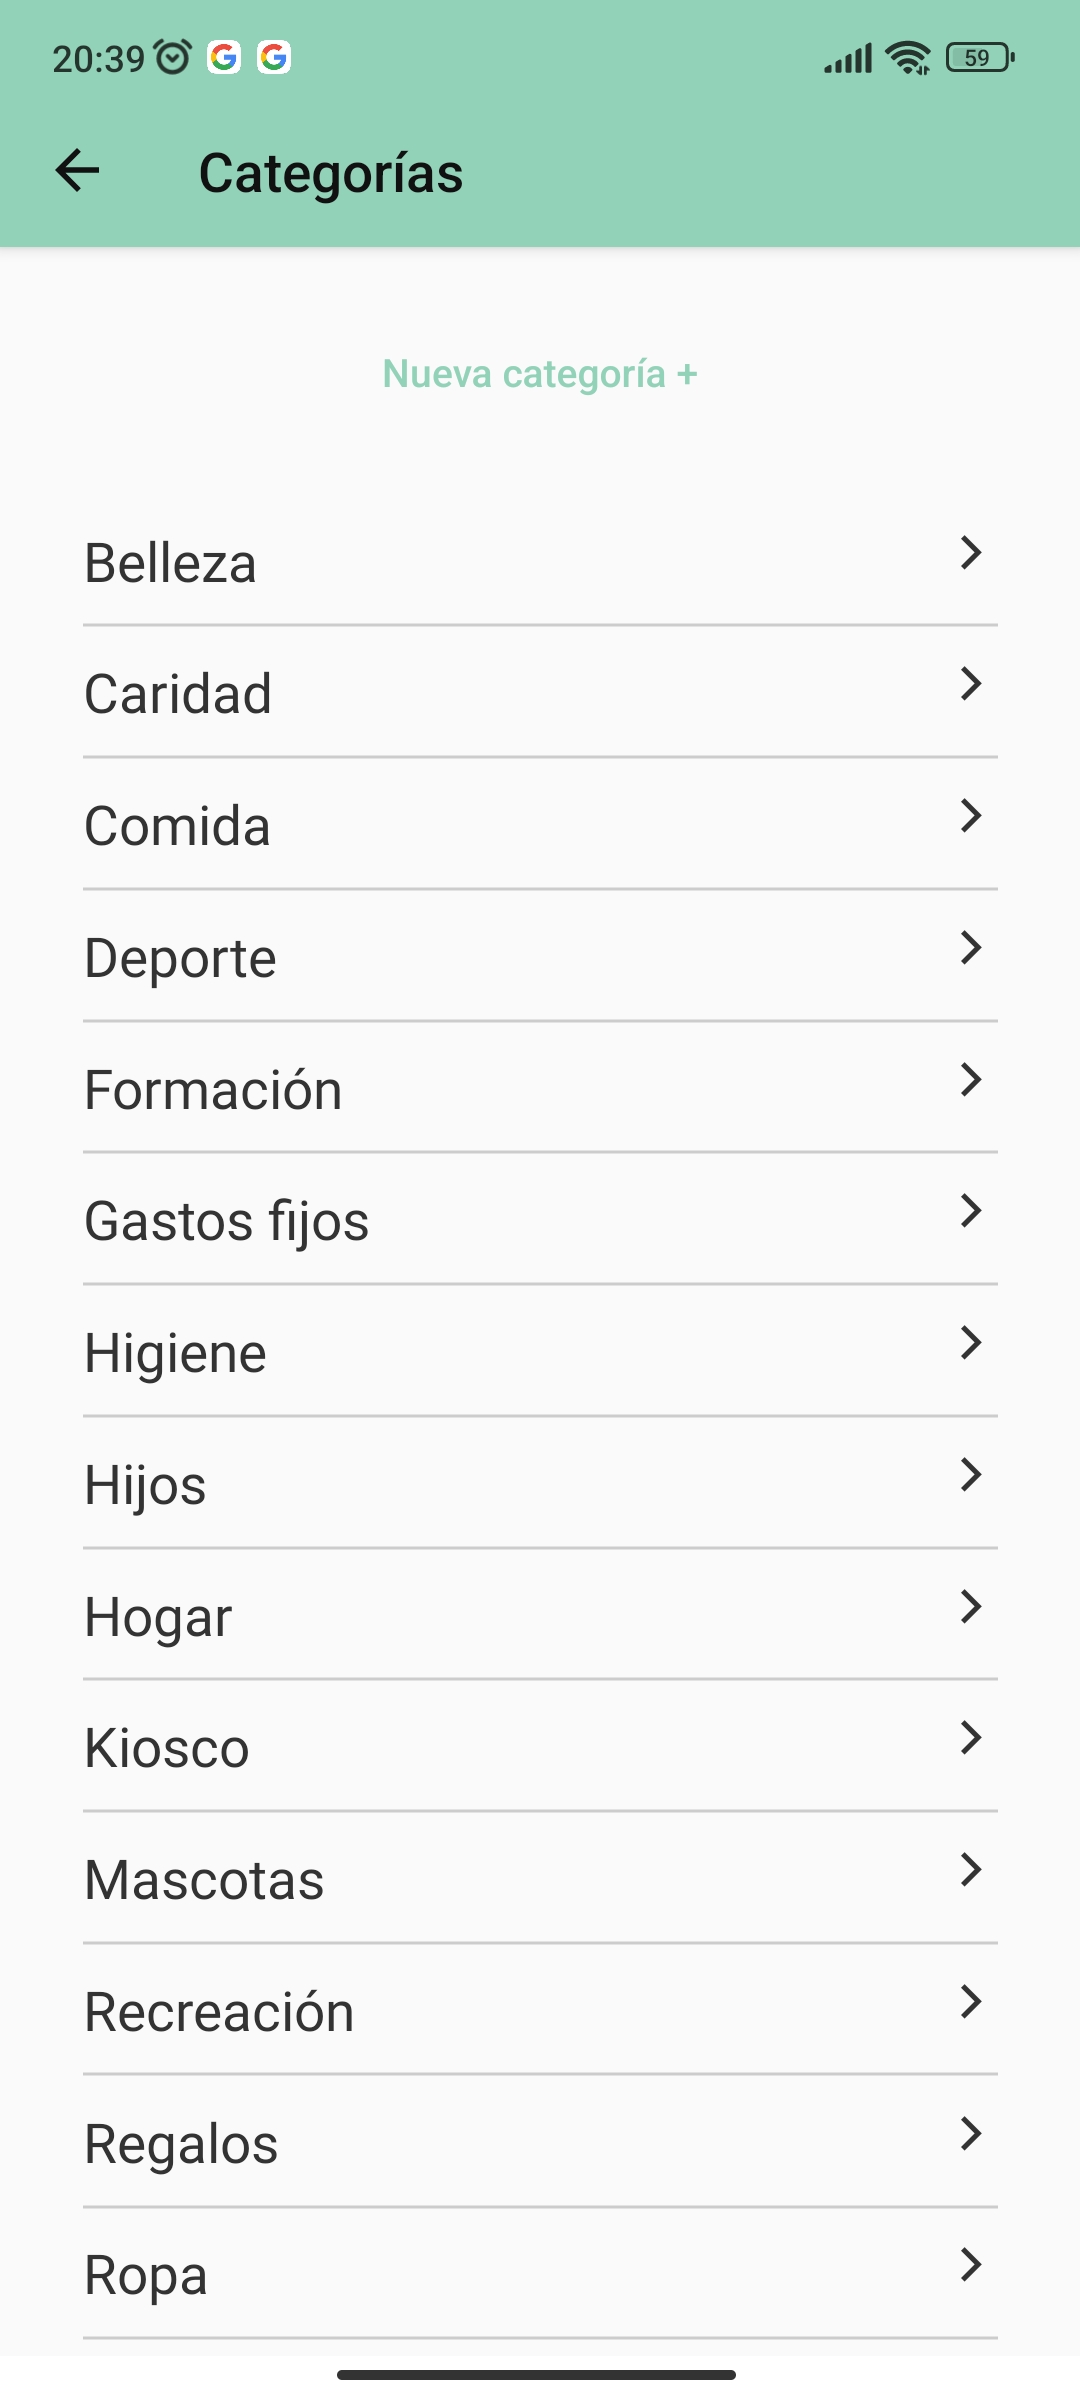 20:39
59
Categorías
Nueva categoría +
Belleza
Caridad
Comida
Deporte
Formación
Gastos fijos
Higiene
Hijos
Hogar
Kiosco
Mascotas
Recreación
Regalos
Ropa